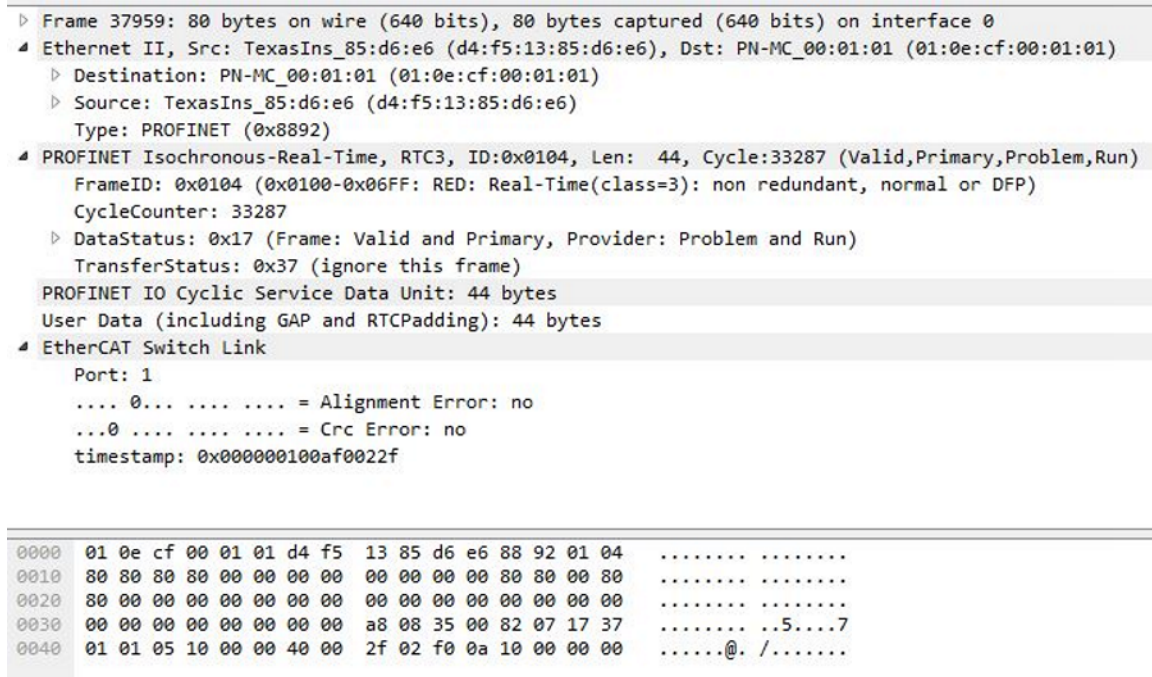 Frame 37959: 80 bytes on wire (640 bits), 80 bytes captured (640 bits) on interface 0
Ethernet II, Src: TexasIns_85:d6:e6 (d4:f5:13:85:d6:e6), Dst: PN-MC_00:01:01 (01:0e:cf:00:01:01)
Destination: PN-MC_00:01:01 (01:0e:cf:00:01:01)
Source: TexasIns_85:d6:e6 (d4:f5:13:85:d6:e6)
Type: PROFINET (0x8892)
PROFINET Isochronous-Real-Time, RTC3, ID:0x0104, Len:  44, Cycle:33287 (Valid,Primary,Problem,Run)
FrameID: 0x0104 (0x0100-0x06FF: RED: Real-Time(class=3): non redundant, normal or DFP)
CycleCounter: 33287
DataStatus: 0x17 (Frame: Valid and Primary, Provider: Problem and Run)
TransferStatus: 0x37 (ignore this frame)
PROFINET IO Cyclic Service Data Unit: 44 bytes
User Data (including GAP and RTCPadding): 44 bytes
EtherCAT Switch Link
Port: 1
.... 0... .... .... = Alignment Error: no
...0 .... .... .... = Crc Error: no
timestamp: 0x000000100af0022f
0000  01 0e cf 00 01 01 d4 f5  13 85 d6 e6 88 92 01 04   ........ ........
0010  80 80 80 80 00 00 00 00  00 00 00 00 80 80 00 80   ........ ........
0020  80 00 00 00 00 00 00 00  00 00 00 00 00 00 00 00   ........ ........
0030  00 00 00 00 00 00 00 00  a8 08 35 00 82 07 17 37   ........ ..5....7
0040  01 01 05 10 00 00 40 00  2f 02 f0 0a 10 00 00 00   ......@. /.......